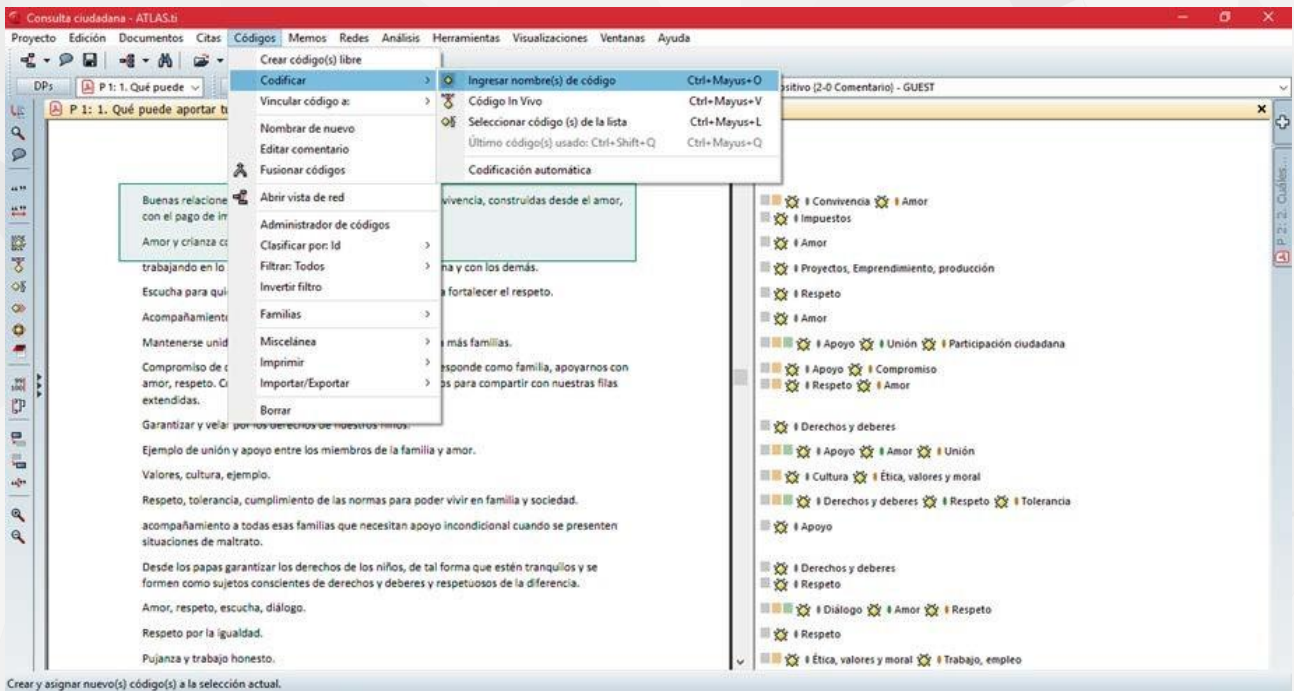 Consulta ciudadana - ATLAS.ti
Proyecto Edición Documentos Citas Códigos Memos Redes Análisis Herramientas Visualizaciones Ventanas Ayuda
DPs
P 1: 1. Qué puede
ositivo (2-0 Comentario) - GUEST
P 1: 1. Qué puede aportar t
Crear código(s) libre
Codificar
Vincular código a:
Nombrar de nuevo
Editar comentario
Fusionar códigos
Abrir vista de red
Administrador de códigos
Clasificar por: Id
Filtrar: Todos
Invertir filtro
Familias
Miscelánea
Imprimir
Importar/Exportar
Borrar
Ingresar nombre(s) de código Ctrl+Mayus+O
Código In Vivo Ctrl+Mayus+V
Seleccionar código (s) de la lista Ctrl+Mayus+L
Último código(s) usado: Ctrl+Shift+Q Ctrl+Mayus+Q
Codificación automática
Buenas relacione vivencia, construidas desde el amor,
con el pago de im
Amor y crianza c
trabajando en lo na y con los demás.
Escucha para qui a fortalecer el respeto.
Acompañamient
Mantenerse unid más familias.
Compromiso de esponde como familia, apoyarnos con
amor, respeto. C os para compartir con nuestras filas
extendidas.
Garantizar y velar por los derechos de nuestros niños.
Ejemplo de unión y apoyo entre los miembros de la familia y amor.
Valores, cultura, ejemplo.
Respeto, tolerancia, cumplimiento de las normas para poder vivir en familia y sociedad.
acompañamiento a todas esas familias que necesitan apoyo incondicional cuando se presenten
situaciones de maltrato.
Desde los papas garantizar los derechos de los niños, de tal forma que estén tranquilos y se
formen como sujetos conscientes de derechos y deberes y respetuosos de la diferencia.
Amor, respeto, escucha, diálogo.
Respeto por la igualdad.
Pujanza y trabajo honesto.
Convivencia Amor
Impuestos
Amor
Proyectos, Emprendimiento, producción
Respeto
Amor
Apoyo Unión Participación ciudadana
Apoyo Compromiso
Respeto Amor
Derechos y deberes
Apoyo Amor Unión
Cultura Ética, valores y moral
Derechos y deberes Respeto Tolerancia
Apoyo
Derechos y deberes
Respeto
Diálogo Amor Respeto
Respeto
Ética, valores y moral Trabajo, empleo
P 2: 2. Cuáles...
Crear y asignar nuevo(s) código(s) a la selección actual.